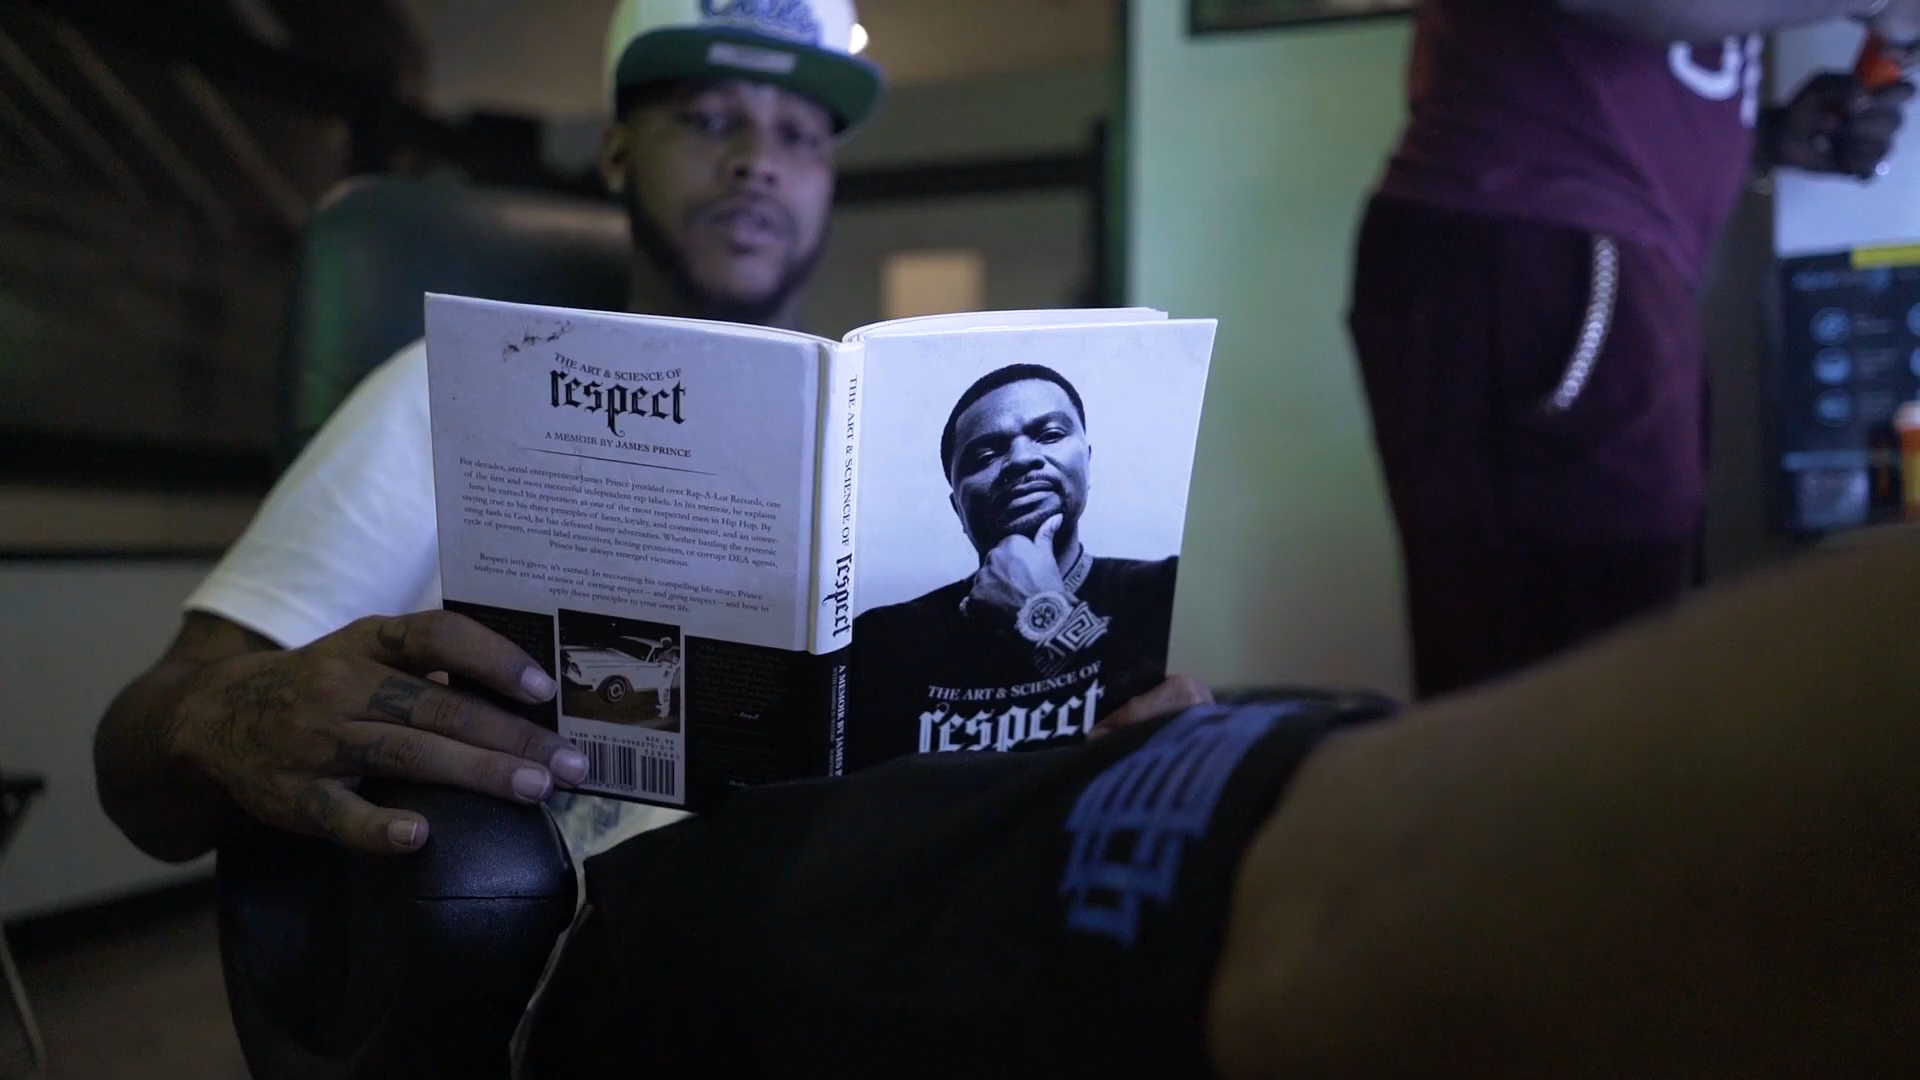 THE ART & SCIENCE OF
respect
A MEMOIR BY JAMES PRINCE
For decades, serial entrepreneur James Prince presided over Rap-A-Lot Records, one
of the first and most successful independent rap labels. In his memoir, he explains
how he earned his reputation as one of the most respected men in Hip Hop. By
staying true to his three principles of heart, loyalty, and commitment, and an unwav-
ering faith in God, he has defeated many adversaries. Whether battling the systemic
cycle of poverty, record label executives, boxing promoters, or corrupt DEA agents,
Prince has always emerged victorious.
Respect isn't given, it's earned. In recounting his compelling life story, Prince
analyzes the art and science of earning respect — and giving respect — and how to
apply these principles to your own life.
THE ART & SCIENCE OF respect
A MEMOIR BY JAMES
THE ART & SCIENCE OF
respect